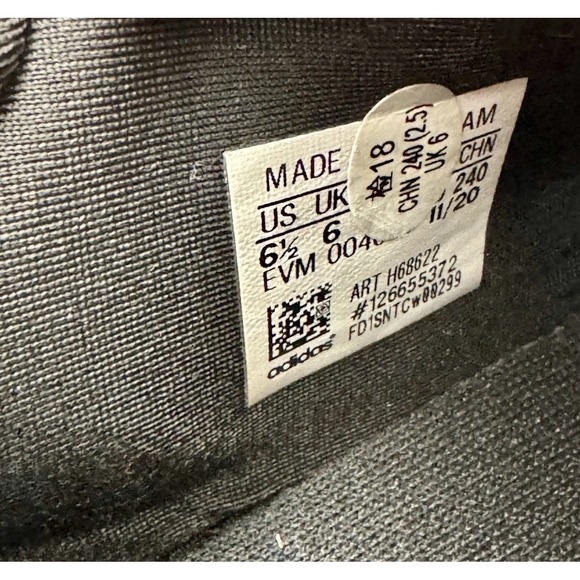 MADE AM
US UK CHN
6½ 6 240
EVM 004 11/20
ART H68622
#126655372
FD1SNTCW00299
adidas
18
CHN 240(2.5)
UK 6